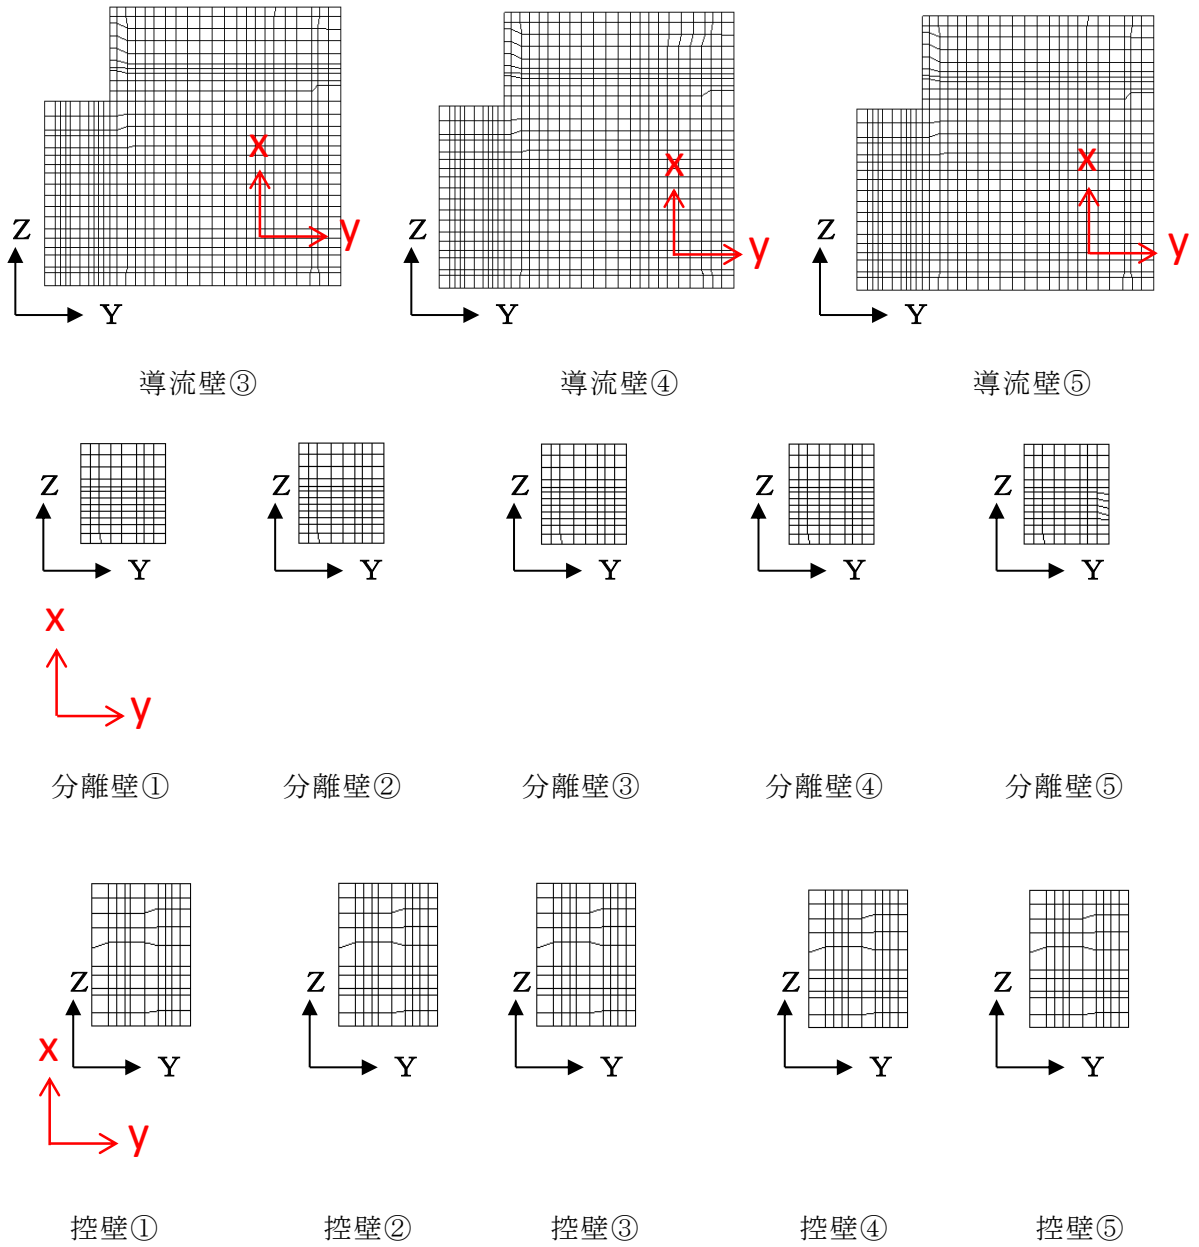 x x x
Z y Z y Z y
Y Y Y
導流壁③ 導流壁④ 導流壁⑤
Z Z Z Z Z
Y Y Y Y Y
x
y
分離壁① 分離壁② 分離壁③ 分離壁④ 分離壁⑤
Z Z Z Z Z
x Y Y Y Y Y
y
控壁① 控壁② 控壁③ 控壁④ 控壁⑤